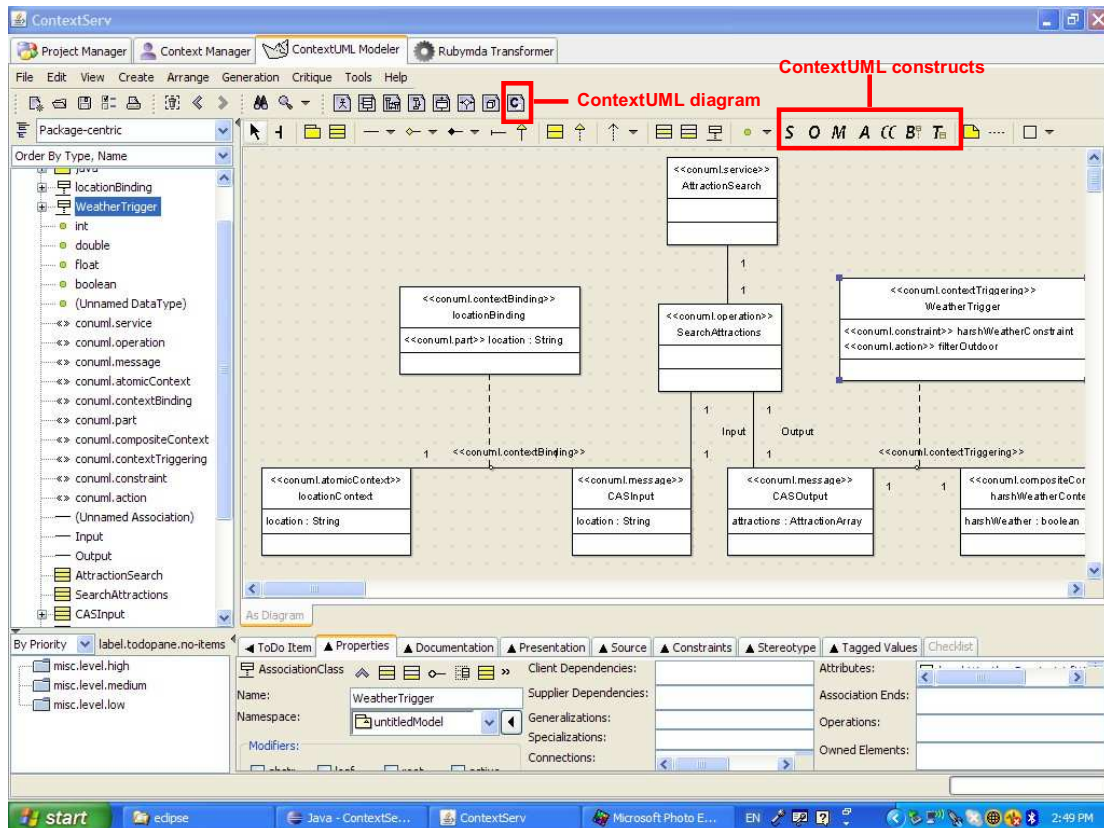 ContextServ
Project Manager
Context Manager
ContextUML Modeler
Rubymda Transformer
File Edit View Create Arrange Generation Critique Tools Help
ContextUML constructs
ContextUML diagram
Package-centric
S O M A CC B T
Order By Type, Name
java
locationBinding
WeatherTrigger
int
double
float
boolean
(Unnamed DataType)
«» conuml.service
«» conuml.operation
«» conuml.message
«» conuml.atomicContext
«» conuml.contextBinding
«» conuml.part
«» conuml.compositeContext
«» conuml.contextTriggering
«» conuml.constraint
«» conuml.action
(Unnamed Association)
Input
Output
AttractionSearch
SearchAttractions
CASInput
<<conuml.service>>
AttractionSearch
1
1
<<conuml.contextBinding>>
locationBinding
<<conuml.part>> location : String
<<conuml.operation>>
SearchAttractions
<<conuml.contextTriggering>>
WeatherTrigger
<<conuml.constraint>> harshWeatherConstraint
<<conuml.action>> filterOutdoor
1 1
Input Output
1 <<conuml.contextBinding>> 1 1 <<conuml.contextTriggering>>
1 1
<<conuml.atomicContext>>
locationContext
location : String
<<conuml.message>>
CASInput
location : String
<<conuml.message>>
CASOutput
attractions : AttractionArray
<<conuml.compositeCor
harshWeatherConte
harshWeather : boolean
As Diagram
By Priority
label.todopane.no-items
misc.level.high
misc.level.medium
misc.level.low
ToDo Item
Properties
Documentation
Presentation
Source
Constraints
Stereotype
Tagged Values
Checklist
AssociationClass
Name:
WeatherTrigger
Namespace:
untitledModel
Modifiers:
Client Dependencies:
Supplier Dependencies:
Generalizations:
Specializations:
Connections:
Attributes:
Association Ends:
Operations:
Owned Elements:
start
eclipse
Java - ContextSe...
ContextServ
Microsoft Photo E...
EN
2:49 PM